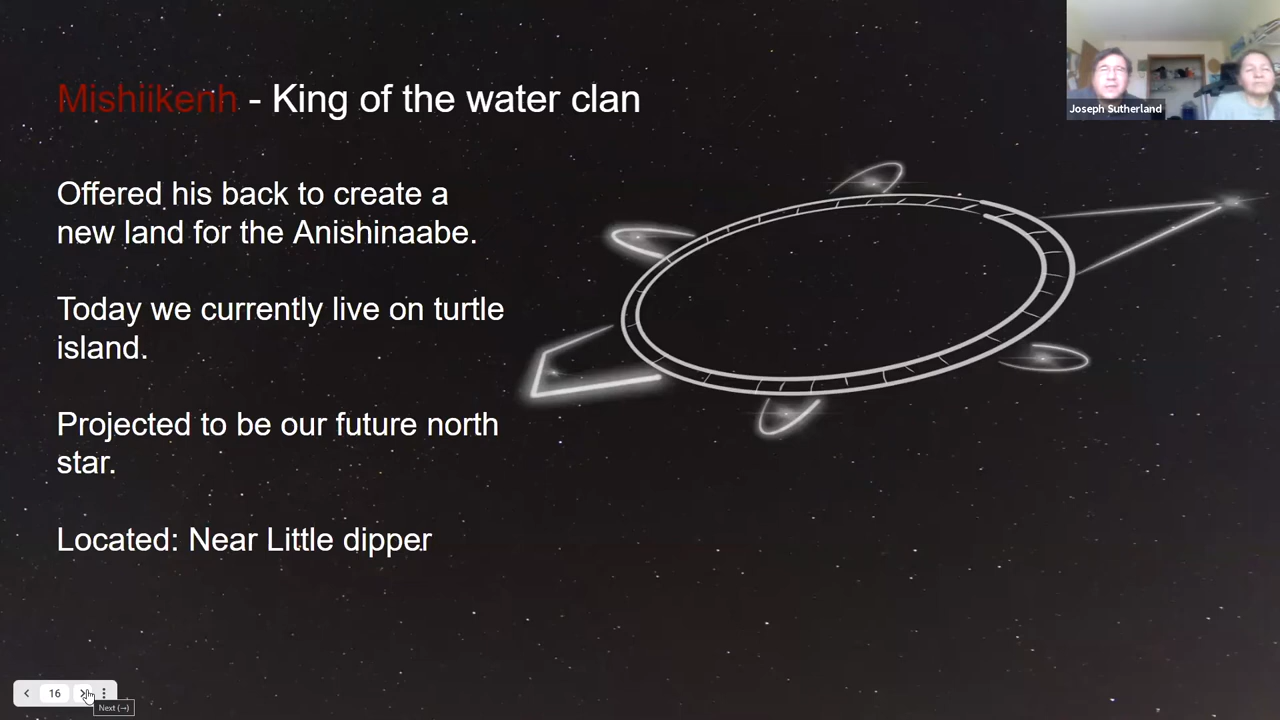 Mishiikenh - King of the water clan
Joseph Sutherland
Offered his back to create a
new land for the Anishinaabe.
Today we currently live on turtle
island.
Projected to be our future north
star.
Located: Near Little dipper
16
Next (→)